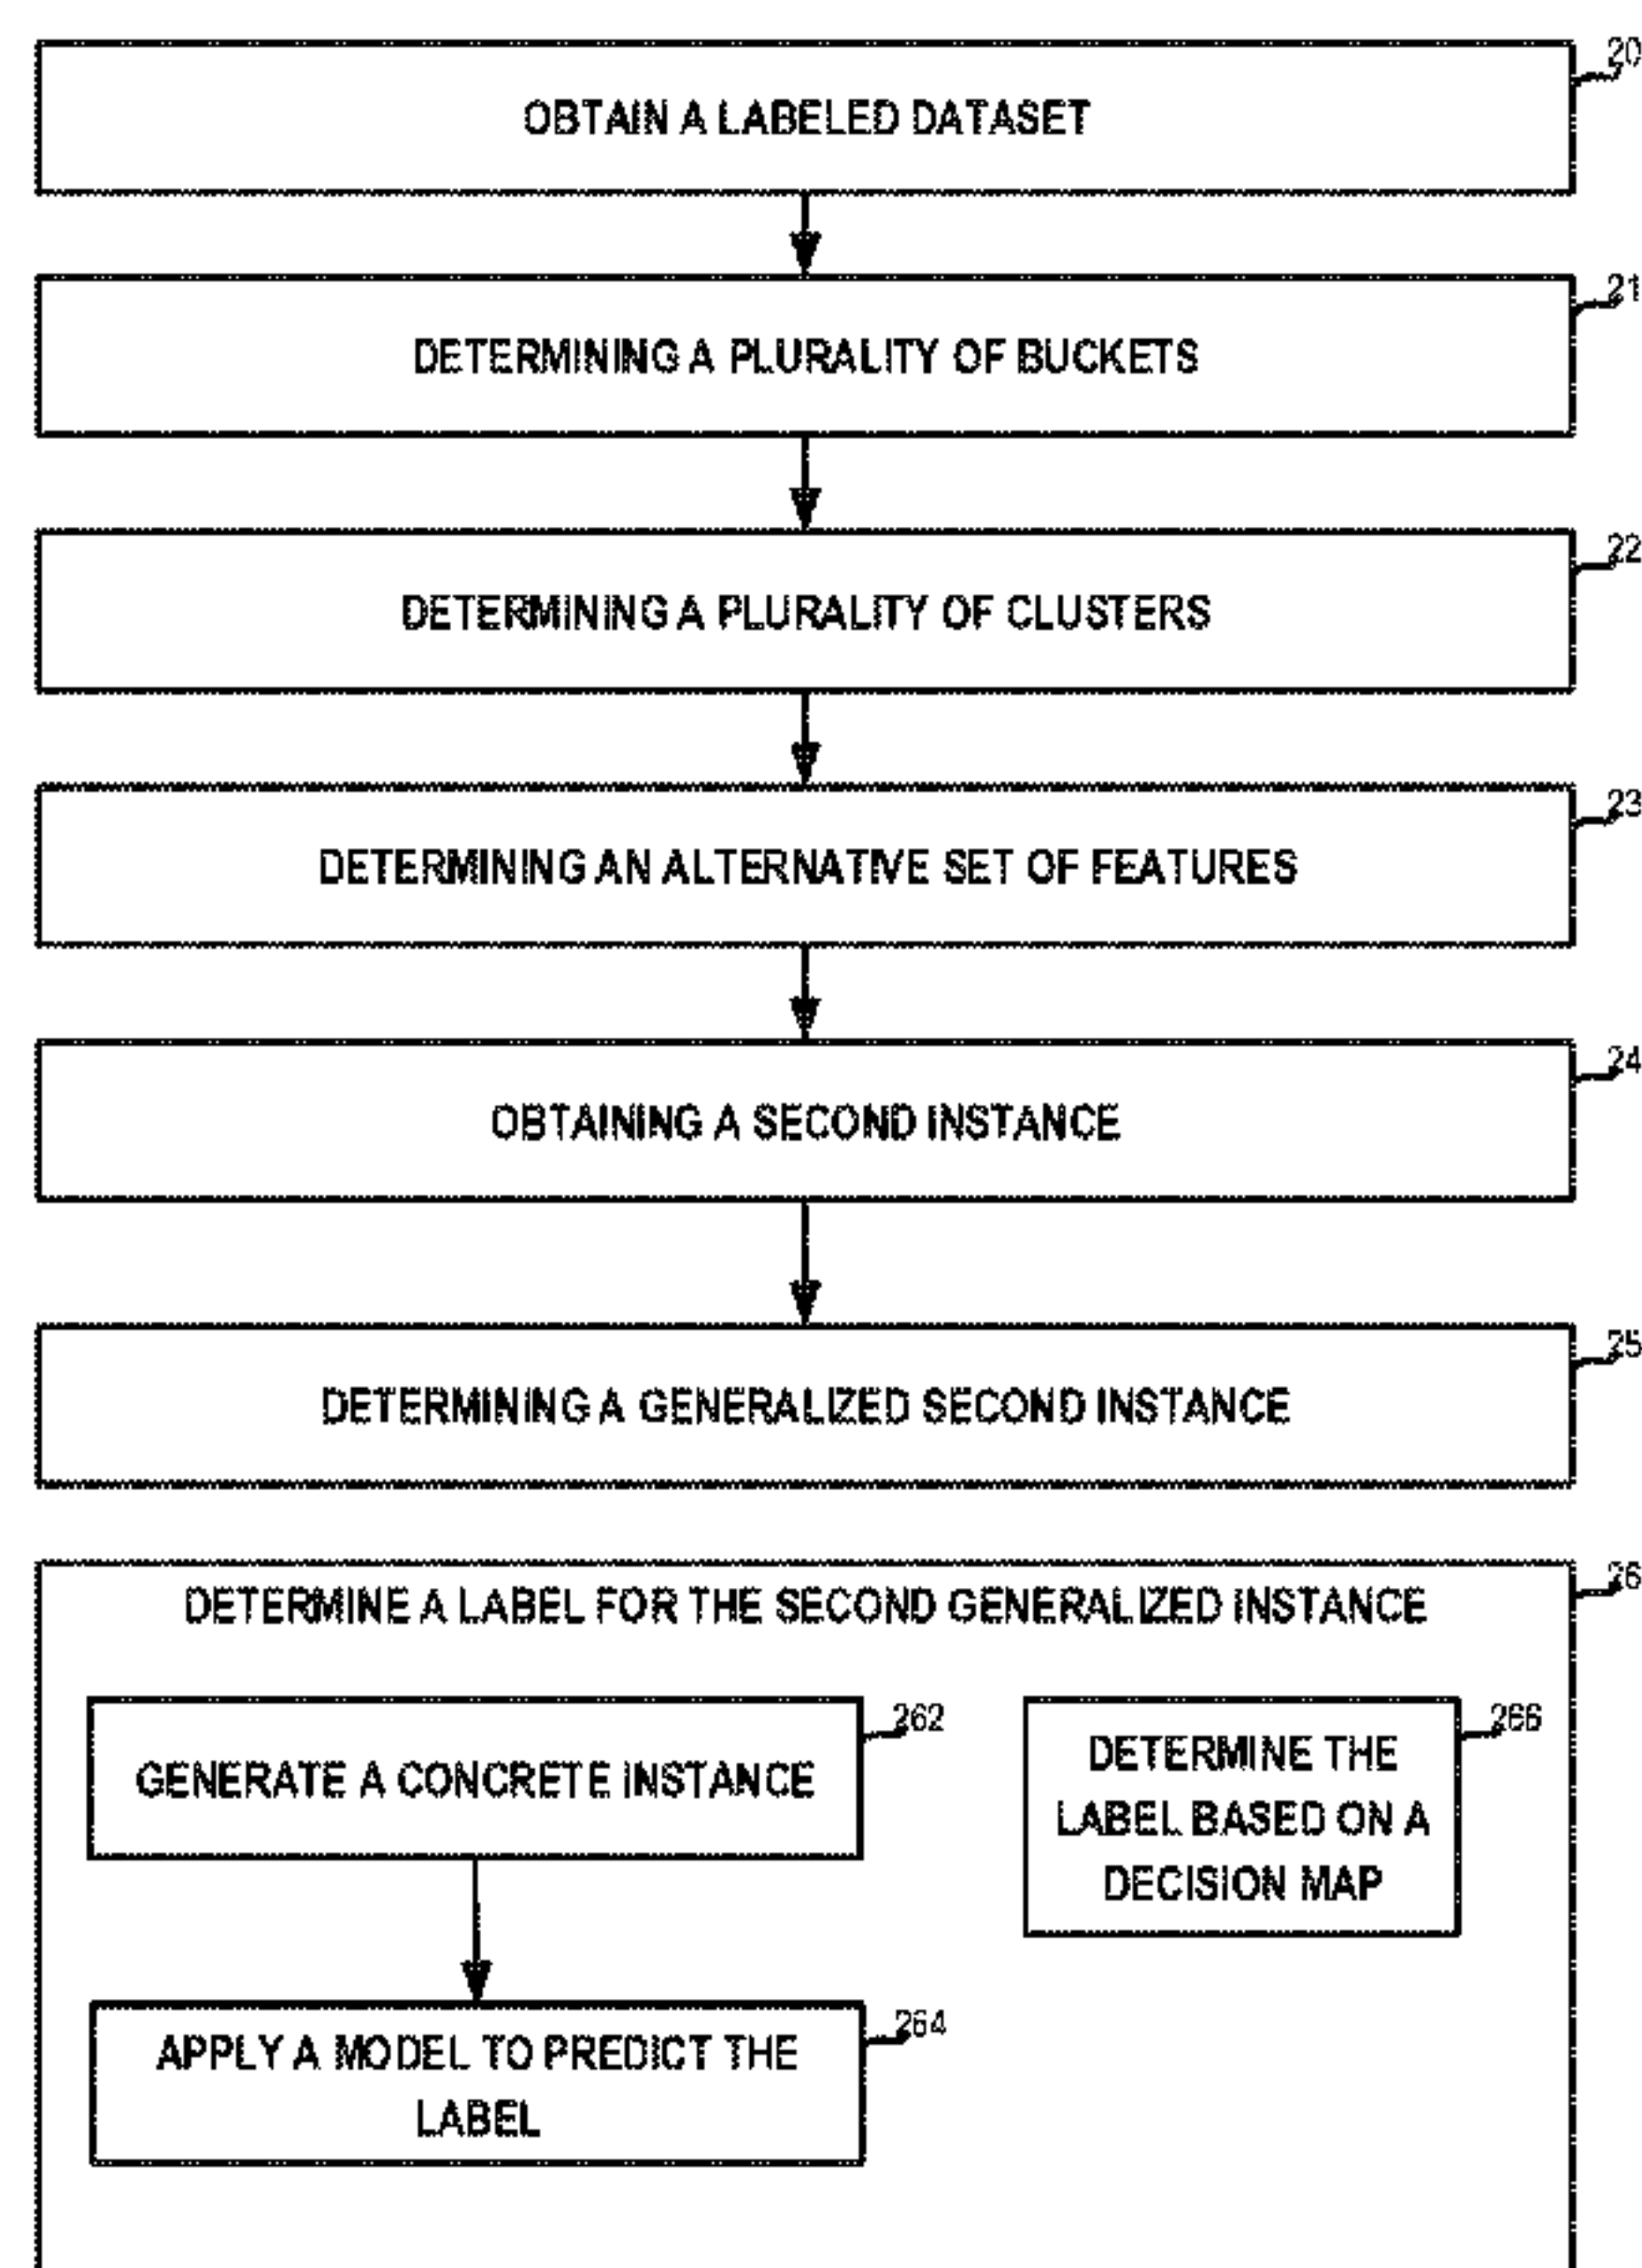 20
OBTAIN A LABELED DATASET
21
DETERMINING A PLURALITY OF BUCKETS
22
DETERMINING A PLURALITY OF CLUSTERS
23
DETERMINING AN ALTERNATIVE SET OF FEATURES
24
OBTAINING A SECOND INSTANCE
25
DETERMINING A GENERALIZED SECOND INSTANCE
26
DETERMINE A LABEL FOR THE SECOND GENERALIZED INSTANCE
262
GENERATE A CONCRETE INSTANCE
266
DETERMINE THE
LABEL BASED ON A
DECISION MAP
264
APPLY A MODEL TO PREDICT THE
LABEL